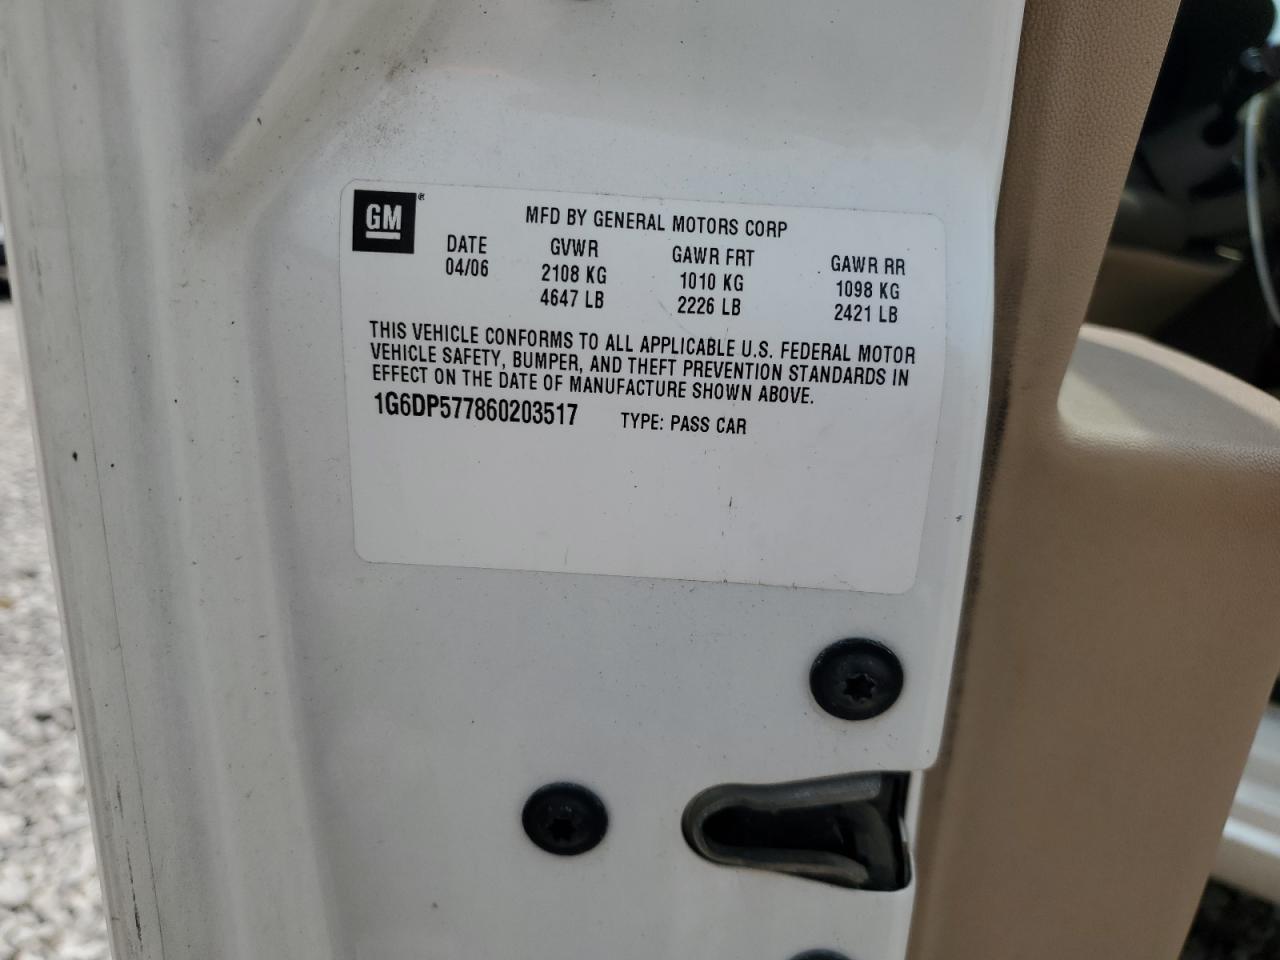 GM®
MFD BY GENERAL MOTORS CORP
DATE GVWR GAWR FRT GAWR RR
04/06 2108 KG 1010 KG 1098 KG
4647 LB 2226 LB 2421 LB
THIS VEHICLE CONFORMS TO ALL APPLICABLE U.S. FEDERAL MOTOR
VEHICLE SAFETY, BUMPER, AND THEFT PREVENTION STANDARDS IN
EFFECT ON THE DATE OF MANUFACTURE SHOWN ABOVE.
1G6DP577860203517 TYPE: PASS CAR